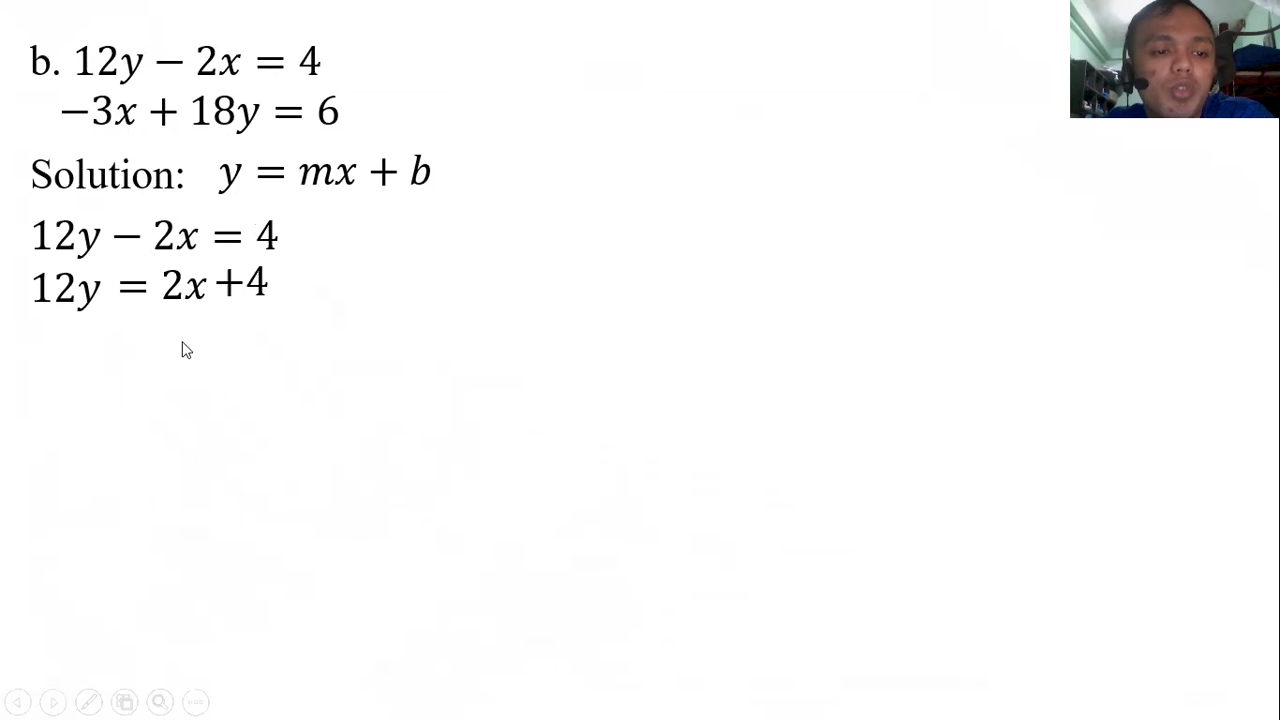 b. 12y − 2x = 4
−3x + 18y = 6
Solution: y = mx + b
12y − 2x = 4
12y = 2x +4